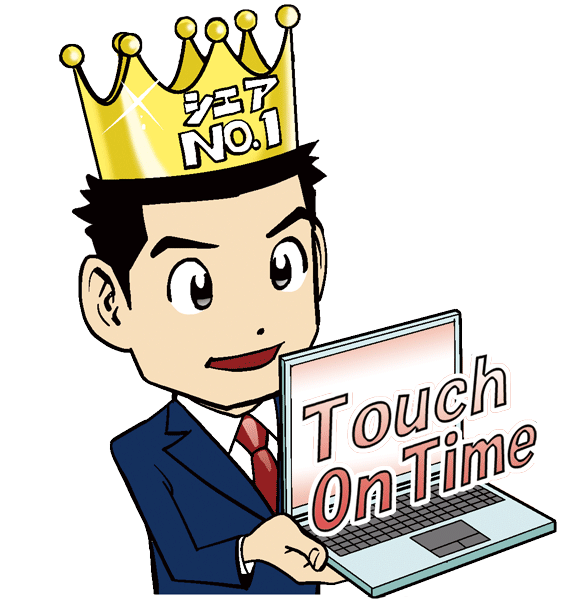 シェア
NO.1
Touch
On Time